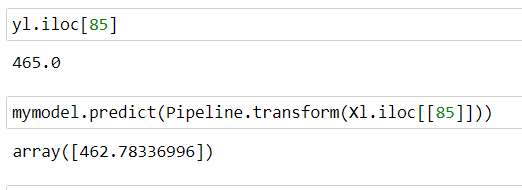 yl.iloc[85]
465.0
mymodel.predict(Pipeline.transform(Xl.iloc[[85]]))
array([462.78336996])